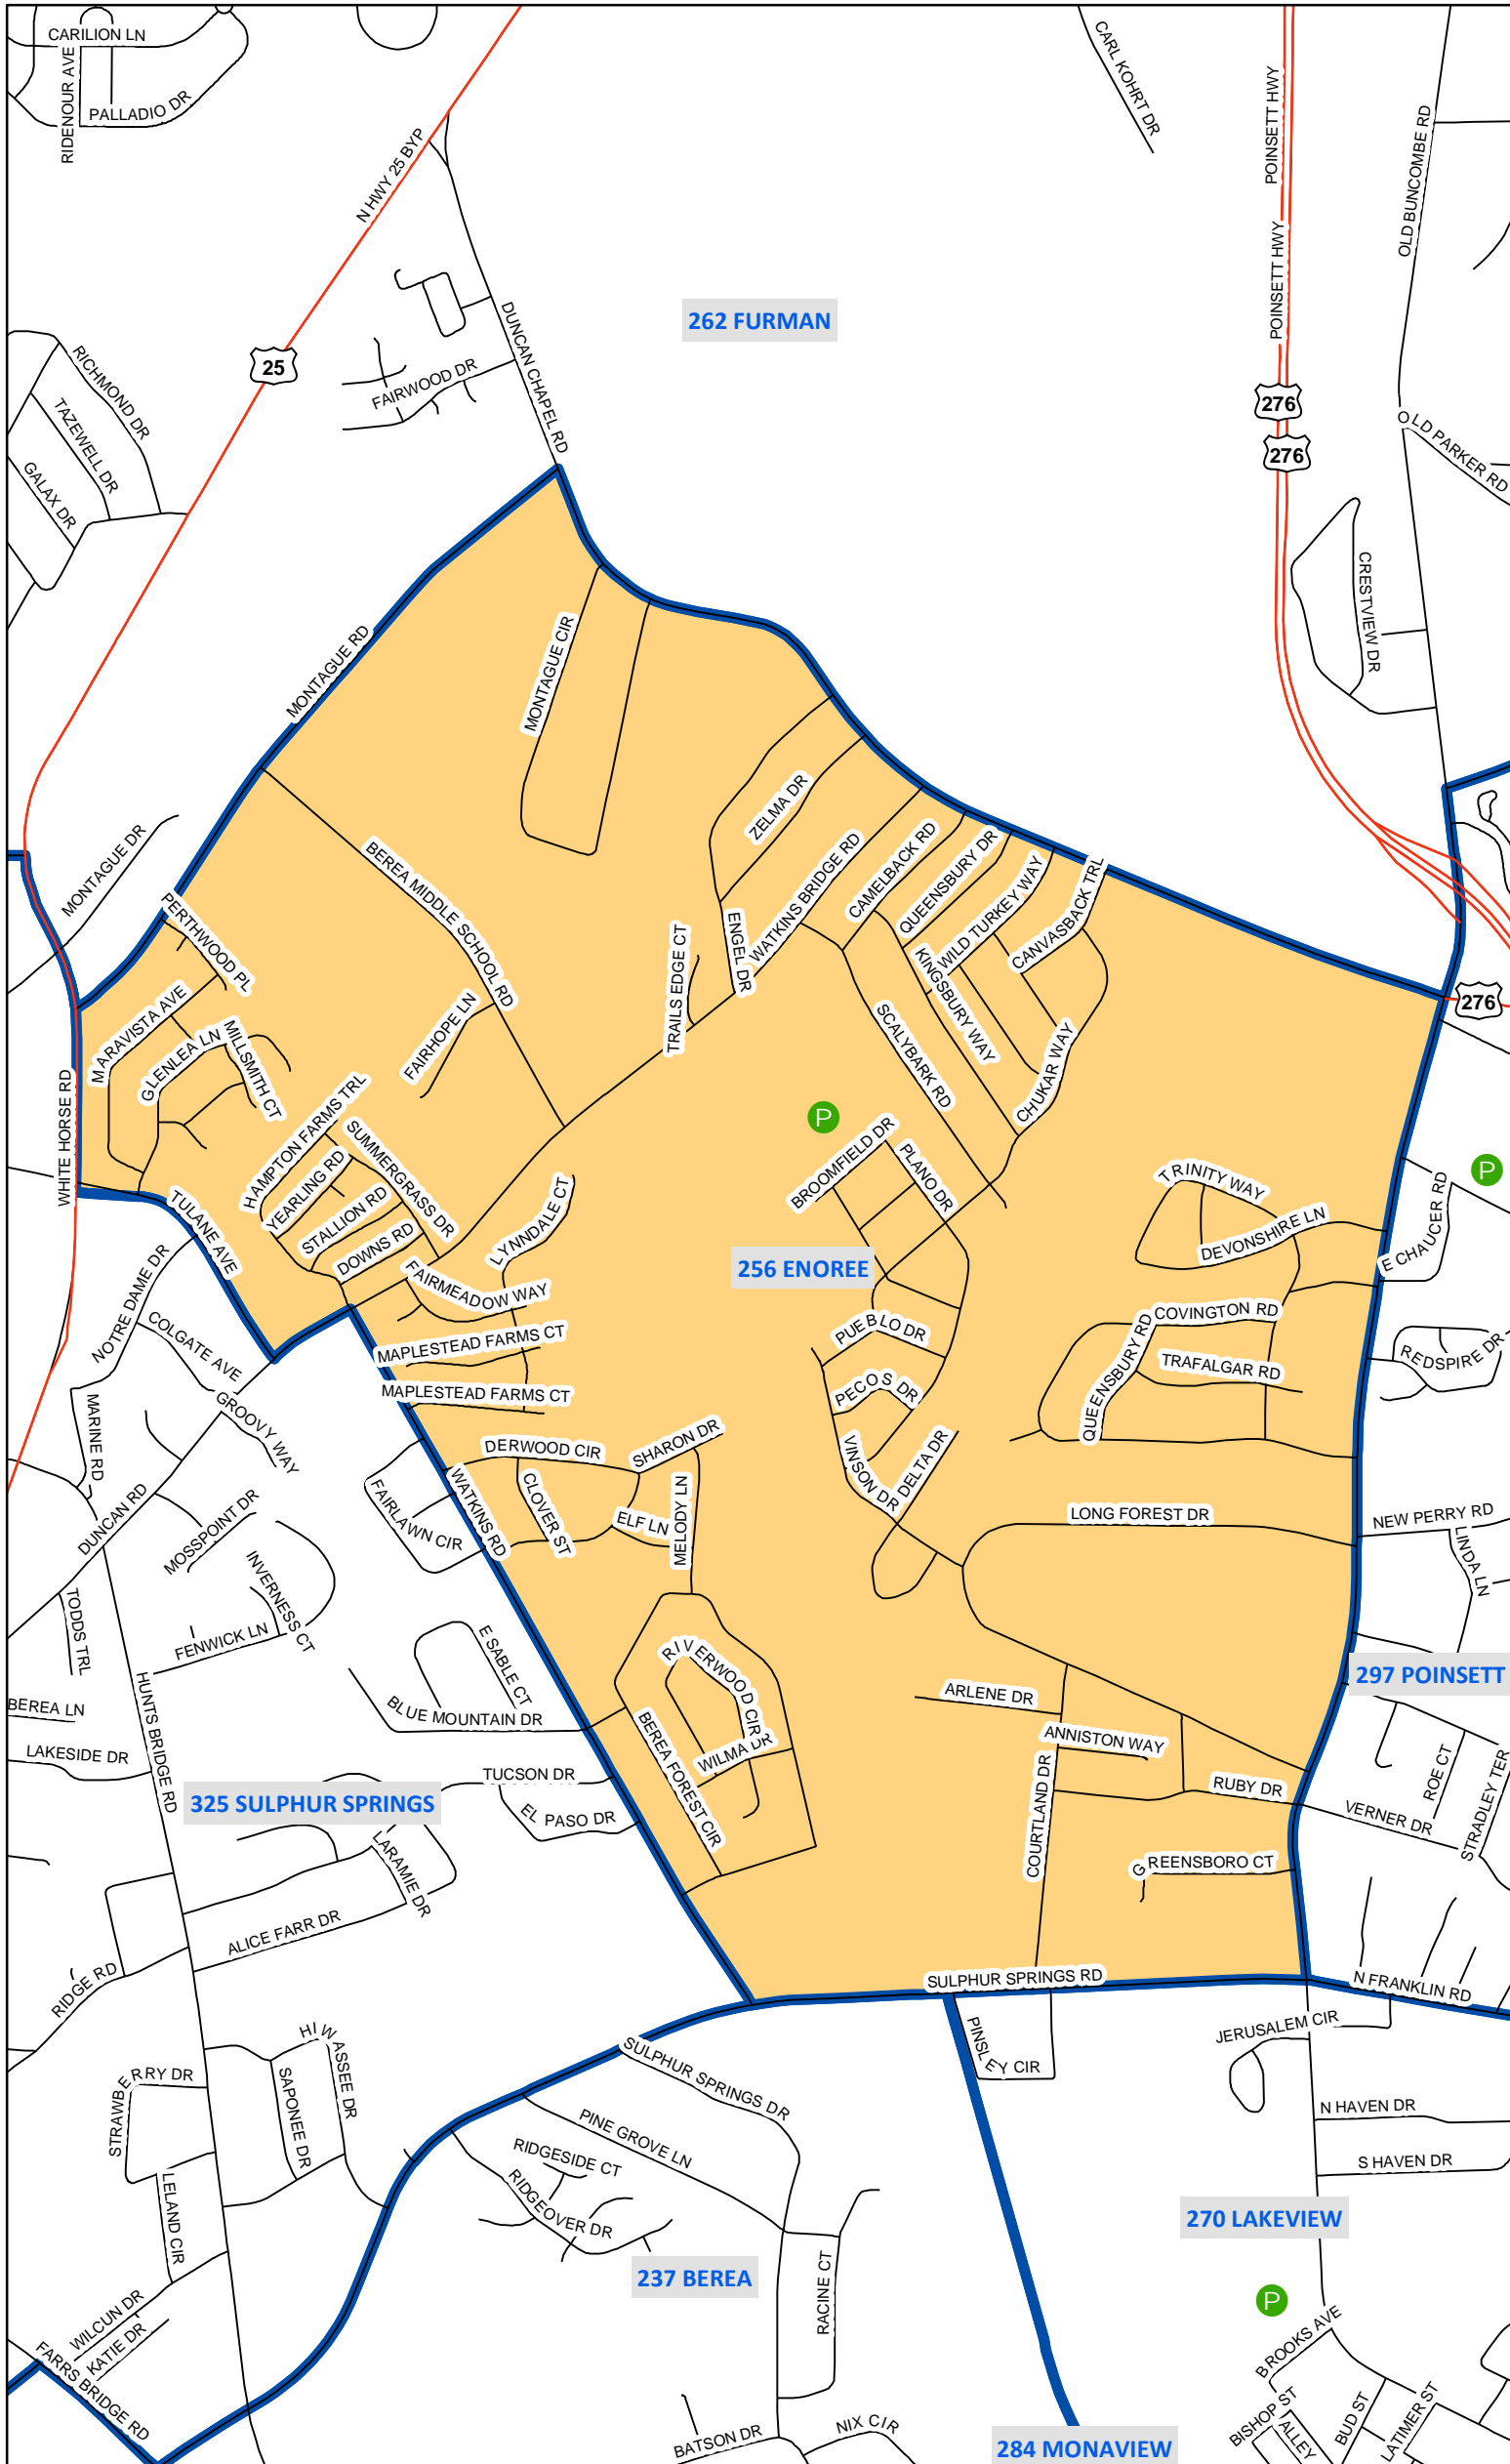 CARILION LN
RIDENOUR AVE
PALLADIO DR
N HWY 25 BYP
CARL KOHRT DR
POINSETT HWY
POINSETT HWY
OLD BUNCOMBE RD
262 FURMAN
25
DUNCAN CHAPEL RD
FAIRWOOD DR
RICHMOND DR
TAZEWELL DR
GALAX DR
276
276
OLD PARKER RD
CRESTVIEW DR
MONTAGUE RD
MONTAGUE CIR
ZELMA DR
MONTAGUE DR
BEREA MIDDLE SCHOOL RD
WATKINS BRIDGE RD
CAMELBACK RD
QUEENSBURY DR
WILD TURKEY WAY
CANVASBACK TRL
PERTHWOOD PL
ENGEL DR
TRAILS EDGE CT
KINGSBURY WAY
276
MARAVISTA AVE
GLENLEA LN
MILLSMITH CT
FAIRHOPE LN
SCALYBARK RD
CHUKAR WAY
WHITE HORSE RD
HAMPTON FARMS TRL
SUMMERGRASS DR
YEARLING RD
STALLION RD
DOWNS RD
P
BROOMFIELD DR
PLANO DR
P
TRINITY WAY
DEVONSHIRE LN
E CHAUCER RD
TULANE AVE
LYNNDALE CT
256 ENOREE
NOTRE DAME DR
FAIRMEADOW WAY
COLGATE AVE
MAPLESTEAD FARMS CT
PUEBLO DR
COVINGTON RD
QUEENSBURY RD
TRAFALGAR RD
REDSPIRE DR
MAPLESTEAD FARMS CT
PECOS DR
MARINE RD
GROOVY WAY
DERWOOD CIR
SHARON DR
VINSON DR
DELTA DR
DUNCAN RD
FAIRLAWN CIR
WATKINS RD
CLOVER ST
ELF LN
MELODY LN
LONG FOREST DR
NEW PERRY RD
LINDA LN
MOSSPOINT DR
INVERNESS CT
TODDS TRL
FENWICK LN
E SABLE CT
RIVERWOOD CIR
297 POINSETT
BEREA LN
HUNTS BRIDGE RD
BLUE MOUNTAIN DR
ARLENE DR
LAKESIDE DR
BEREA FOREST CIR
WILMA DR
ANNISTON WAY
COURTLAND DR
RUBY DR
ROE CT
STRADLEY TER
VERNER DR
325 SULPHUR SPRINGS
TUCSON DR
EL PASO DR
LARAMIE DR
GREENSBORO CT
ALICE FARR DR
RIDGE RD
SULPHUR SPRINGS RD
N FRANKLIN RD
HIWASSEE DR
SULPHUR SPRINGS DR
PINSLEY CIR
JERUSALEM CIR
STRAWBERRY DR
SAPONEE DR
PINE GROVE LN
N HAVEN DR
RIDGESIDE CT
S HAVEN DR
LELAND CIR
RIDGEOVER DR
270 LAKEVIEW
237 BEREA
RACINE CT
P
WILCUN DR
KATIE DR
FARRS BRIDGE RD
BROOKS AVE
BISHOP ST
ALLEY
BUD ST
LATIMER ST
BATSON DR
NIX CIR
284 MONAVIEW